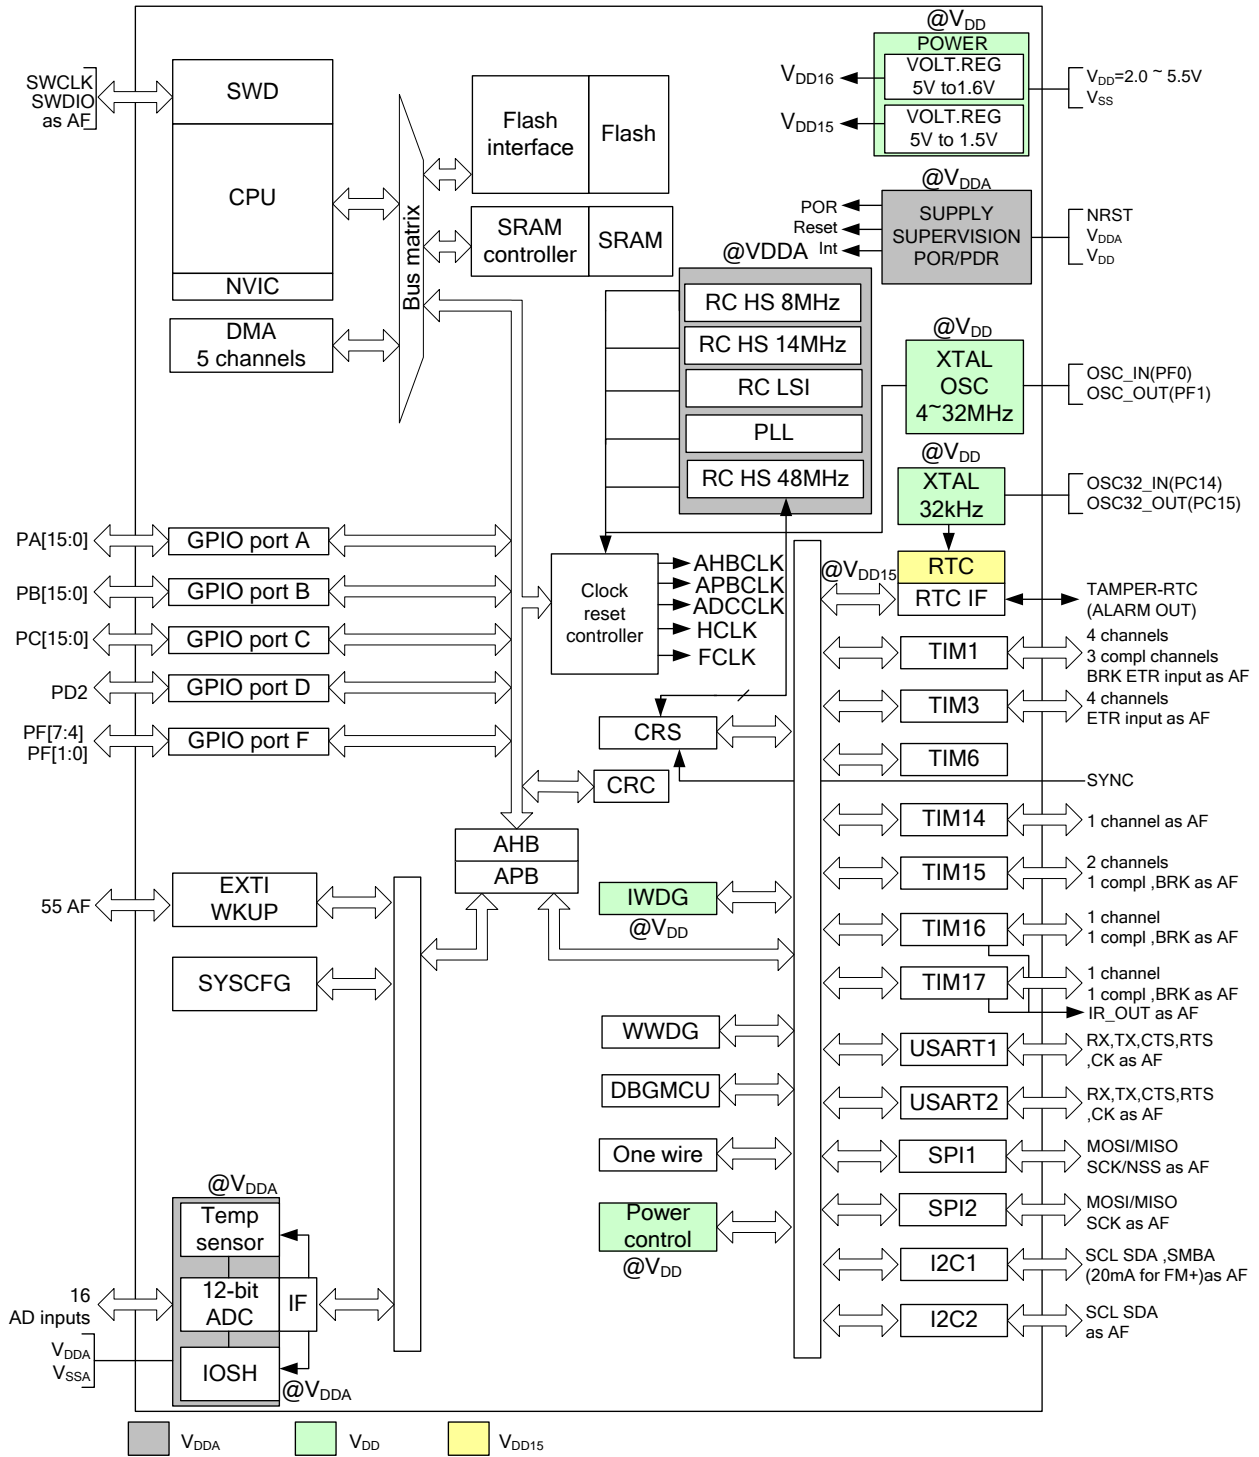 @VDD
POWER
VOLT.REG
5V to1.6V
VOLT.REG
5V to 1.5V
VDD16
VDD15
VDD=2.0 ~ 5.5V
VSS
SWCLK
SWDIO
as AF
SWD
CPU
NVIC
DMA
5 channels
Bus matrix
Flash
interface
Flash
SRAM
controller
SRAM
@VDDA
SUPPLY
SUPERVISION
POR/PDR
POR
Reset
Int
NRST
VDDA
VDD
@VDDA
RC HS 8MHz
RC HS 14MHz
RC LSI
PLL
RC HS 48MHz
@VDD
XTAL
OSC
4~32MHz
OSC_IN(PF0)
OSC_OUT(PF1)
@VDD
XTAL
32kHz
OSC32_IN(PC14)
OSC32_OUT(PC15)
PA[15:0]
GPIO port A
PB[15:0]
GPIO port B
PC[15:0]
GPIO port C
PD2
GPIO port D
PF[7:4]
PF[1:0]
GPIO port F
Clock
reset
controller
AHBCLK
APBCLK
ADCCLK
HCLK
FCLK
@VDD15
RTC
RTC IF
TAMPER-RTC
(ALARM OUT)
TIM1
4 channels
3 compl channels
BRK ETR input as AF
TIM3
4 channels
ETR input as AF
CRS
TIM6
SYNC
CRC
TIM14
1 channel as AF
AHB
APB
TIM15
2 channels
1 compl ,BRK as AF
55 AF
EXTI
WKUP
IWDG
@VDD
TIM16
1 channel
1 compl ,BRK as AF
SYSCFG
TIM17
1 channel
1 compl ,BRK as AF
IR_OUT as AF
WWDG
USART1
RX,TX,CTS,RTS
,CK as AF
DBGMCU
USART2
RX,TX,CTS,RTS
,CK as AF
One wire
SPI1
MOSI/MISO
SCK/NSS as AF
Power
control
@VDD
SPI2
MOSI/MISO
SCK as AF
I2C1
SCL SDA ,SMBA
(20mA for FM+)as AF
I2C2
SCL SDA
as AF
@VDDA
Temp
sensor
16
AD inputs
12-bit
ADC
IF
VDDA
VSSA
IOSH
@VDDA
VDDA
VDD
VDD15